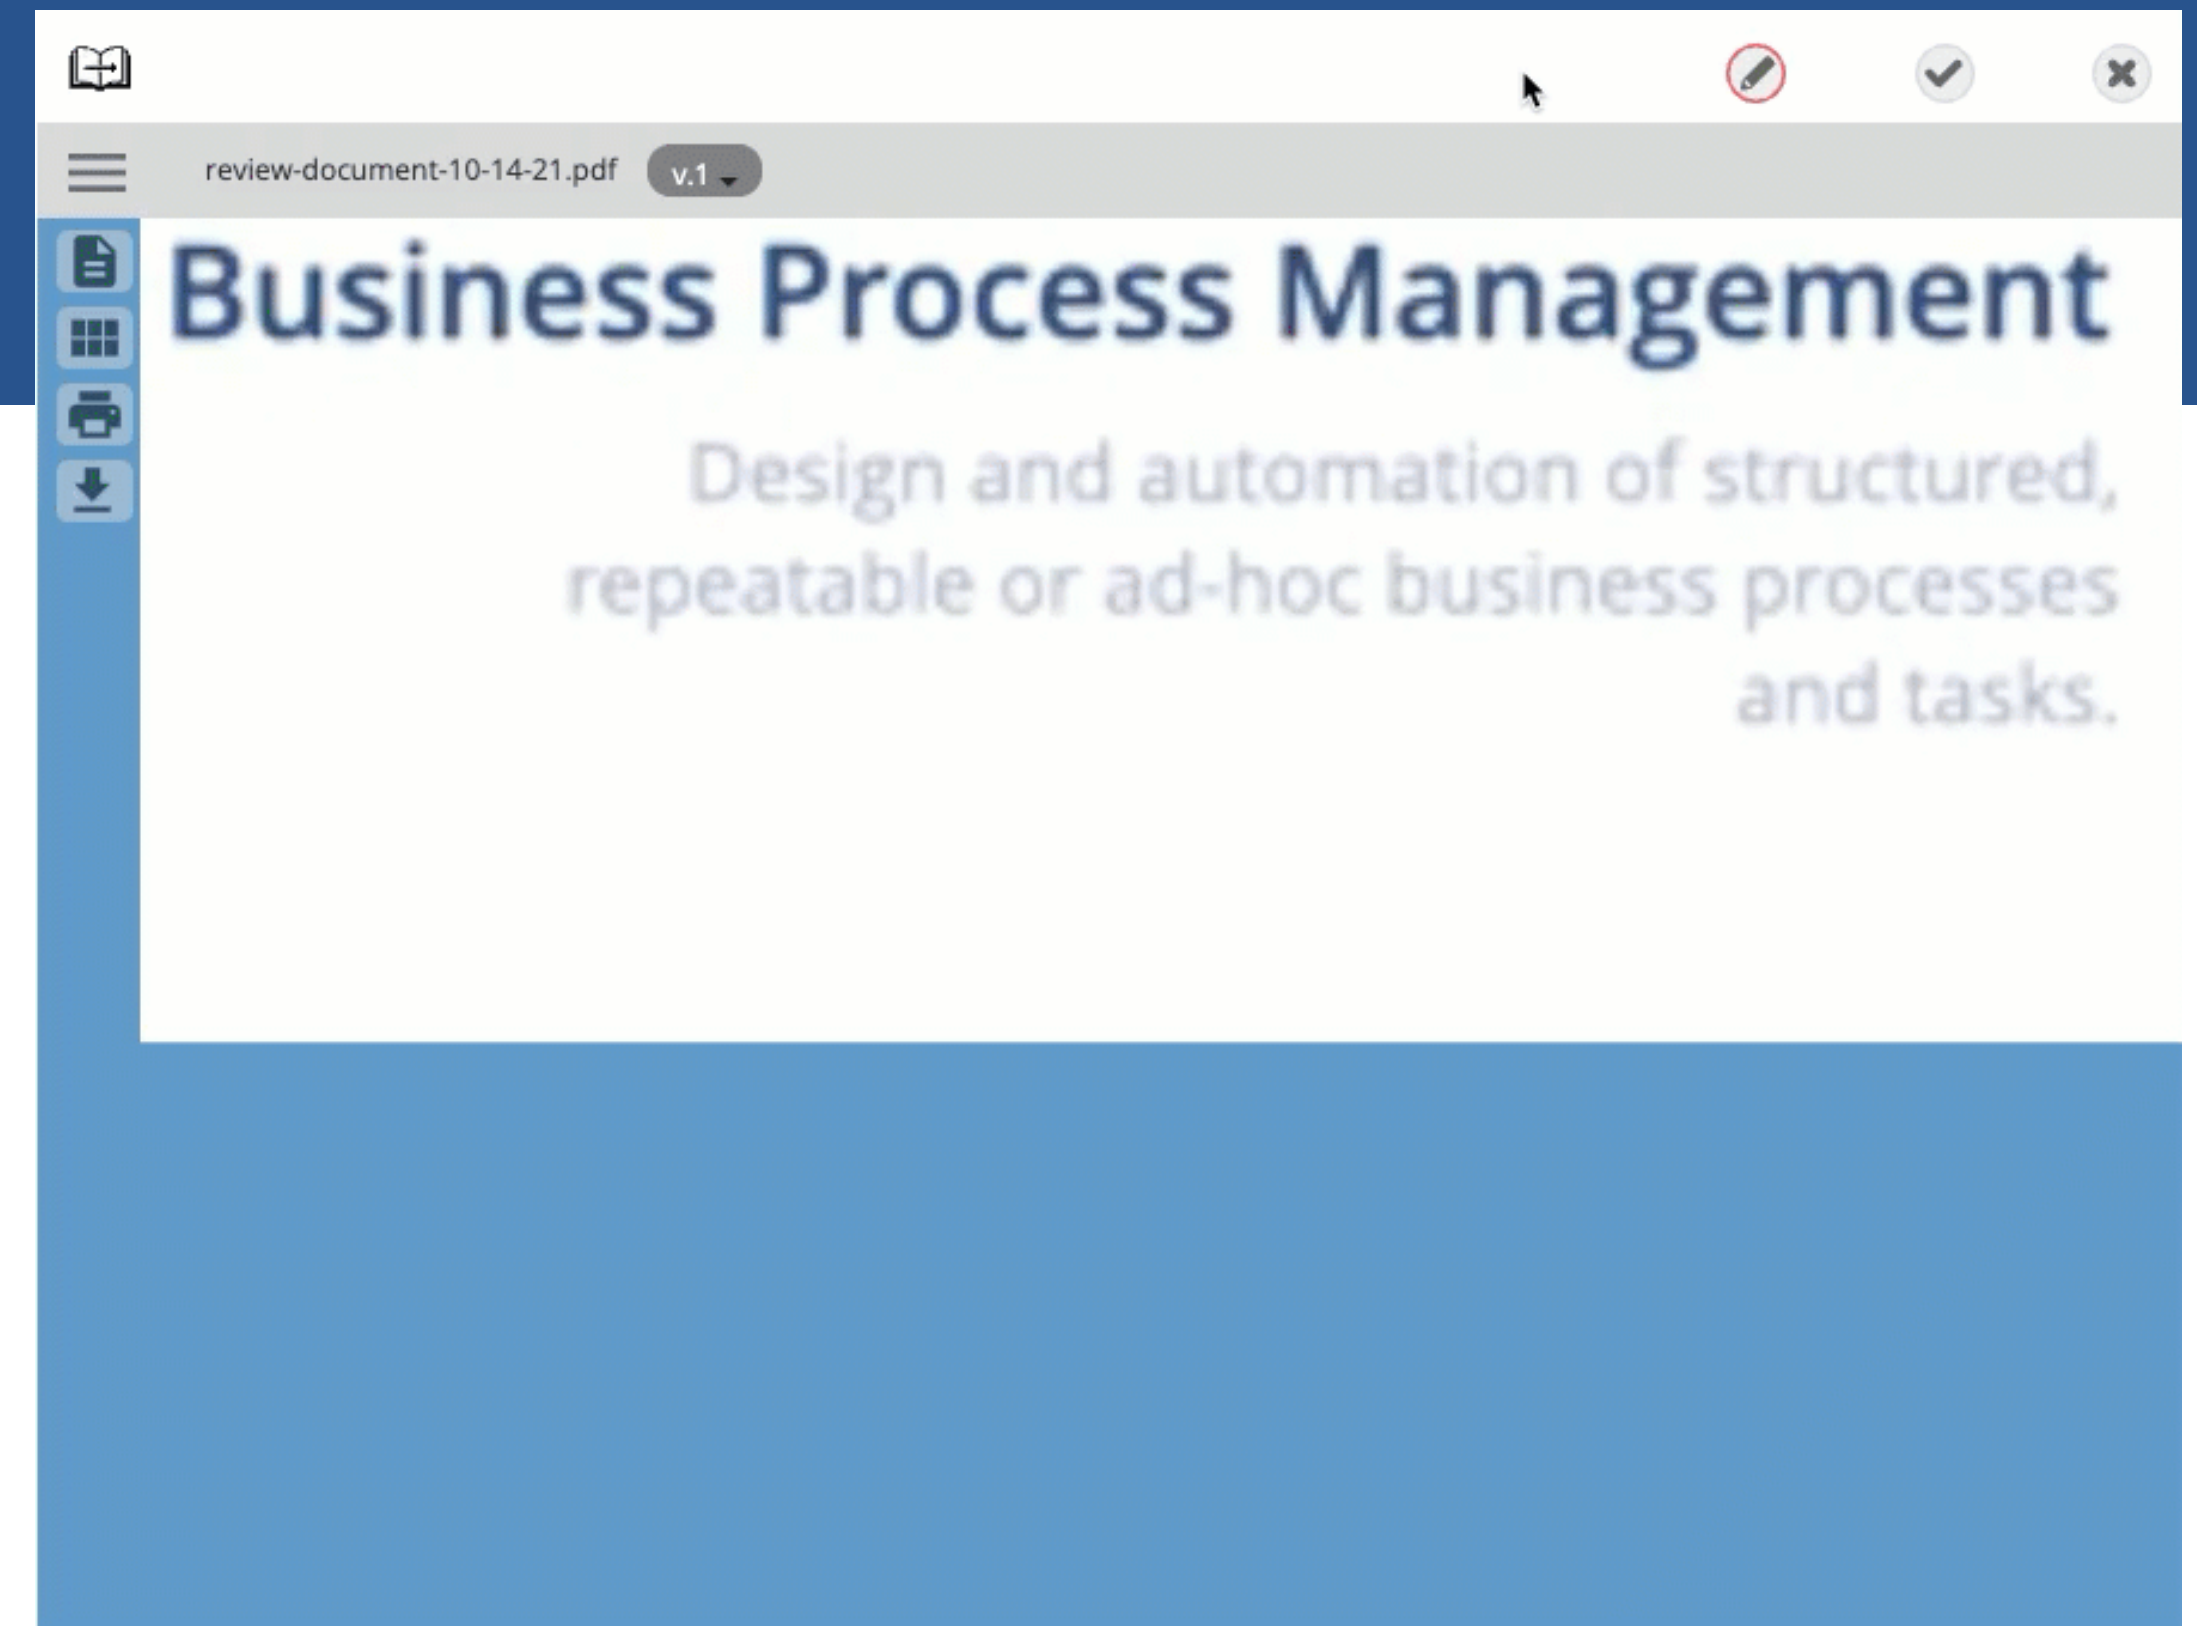 review-document-10-14-21.pdf v.1
Business Process Management
Design and automation of structured,
repeatable or ad-hoc business processes
and tasks.